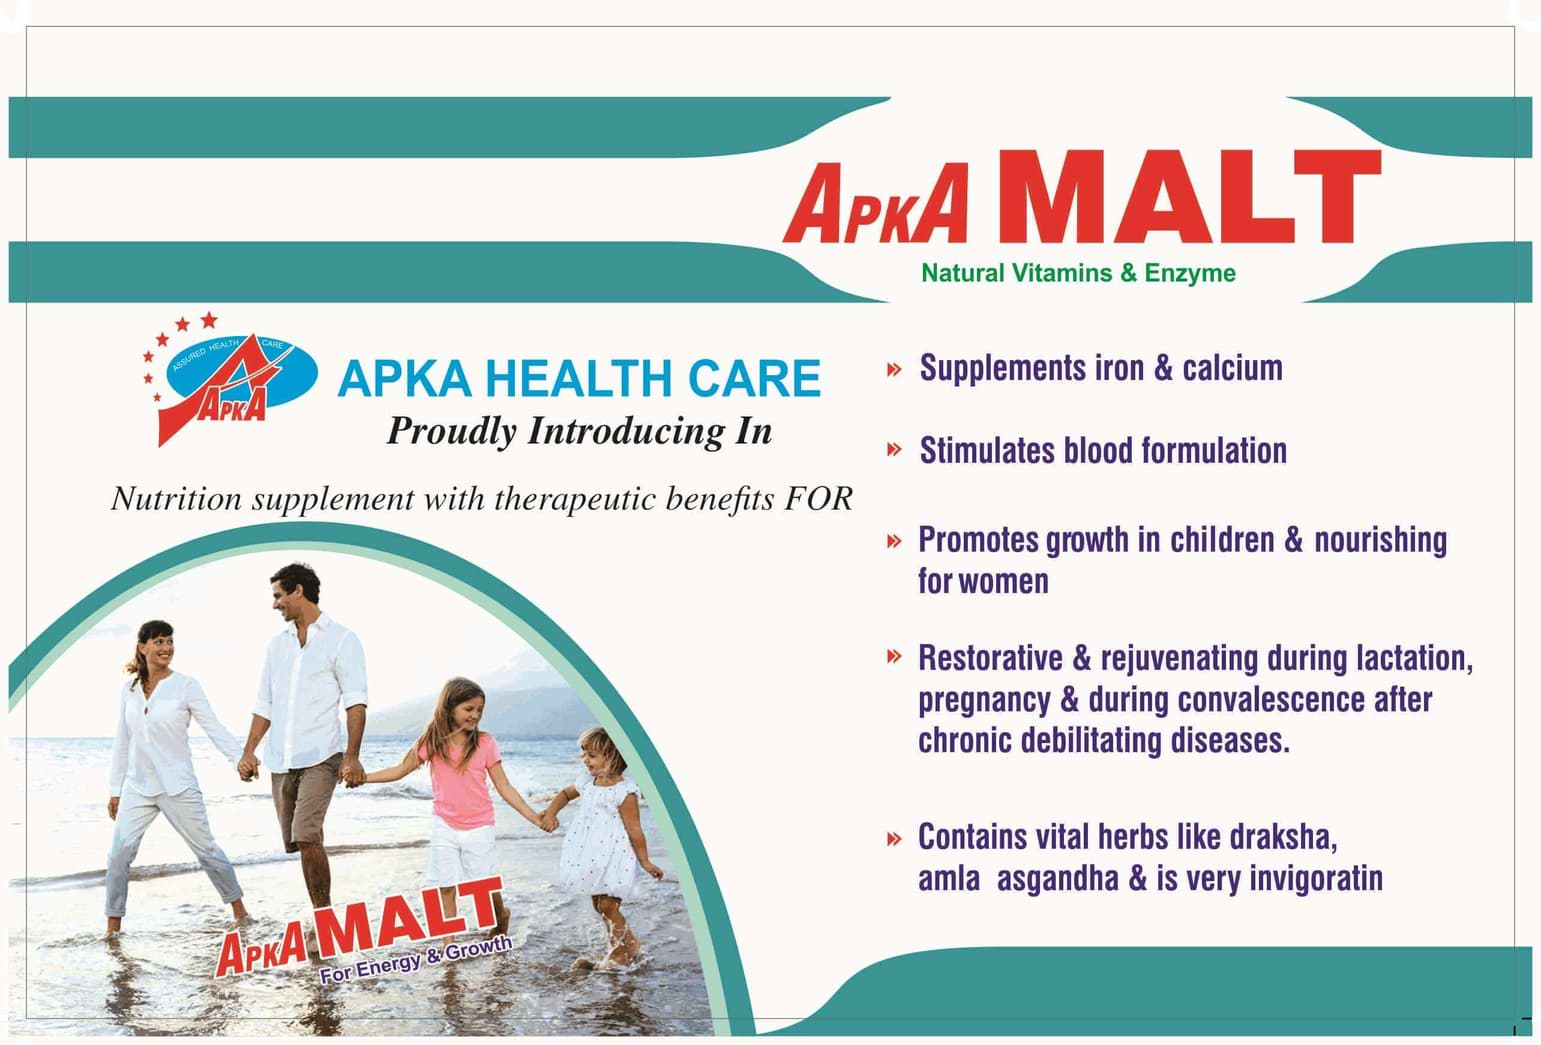 APKA MALT
Natural Vitamins & Enzyme
ASSURED HEALTH CARE
APKA
APKA HEALTH CARE
Proudly Introducing In
Nutrition supplement with therapeutic benefits FOR
Supplements iron & calcium
Stimulates blood formulation
Promotes growth in children & nourishing
for women
Restorative & rejuvenating during lactation,
pregnancy & during convalescence after
chronic debilitating diseases.
Contains vital herbs like draksha,
amla asgandha & is very invigoratin
APKA MALT
For Energy & Growth